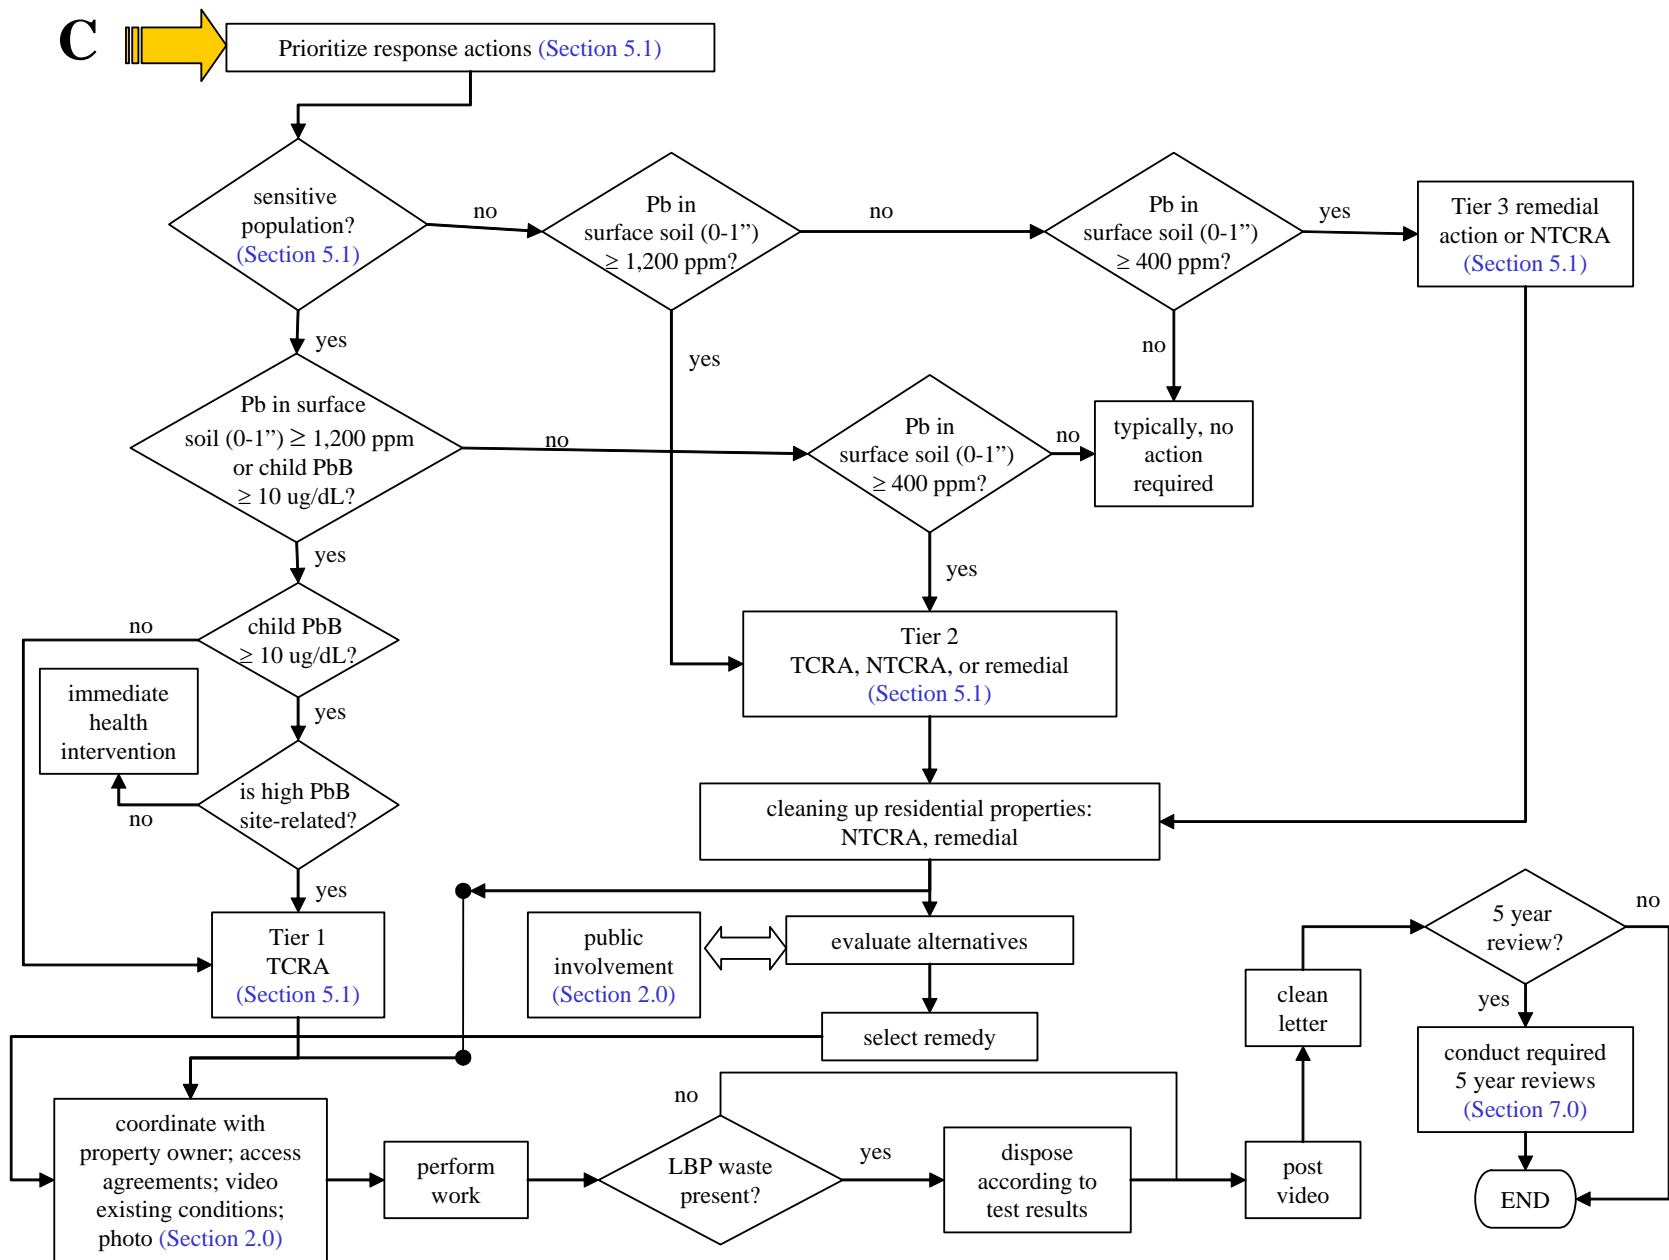 C
Prioritize response actions (Section 5.1)
sensitive
population?
(Section 5.1)
no
Pb in
surface soil (0-1”)
≥ 1,200 ppm?
no
Pb in
surface soil (0-1”)
≥ 400 ppm?
yes
Tier 3 remedial
action or NTCRA
(Section 5.1)
yes
yes
no
Pb in surface
soil (0-1”) ≥ 1,200 ppm
or child PbB
≥ 10 ug/dL?
no
Pb in
surface soil (0-1”)
≥ 400 ppm?
no
typically, no
action
required
yes
yes
no
child PbB
≥ 10 ug/dL?
Tier 2
TCRA, NTCRA, or remedial
(Section 5.1)
immediate
health
intervention
yes
no
is high PbB
site-related?
cleaning up residential properties:
NTCRA, remedial
yes
Tier 1
TCRA
(Section 5.1)
public
involvement
(Section 2.0)
evaluate alternatives
select remedy
clean
letter
5 year
review?
no
yes
conduct required
5 year reviews
(Section 7.0)
END
coordinate with
property owner; access
agreements; video
existing conditions;
photo (Section 2.0)
perform
work
no
LBP waste
present?
yes
dispose
according to
test results
post
video